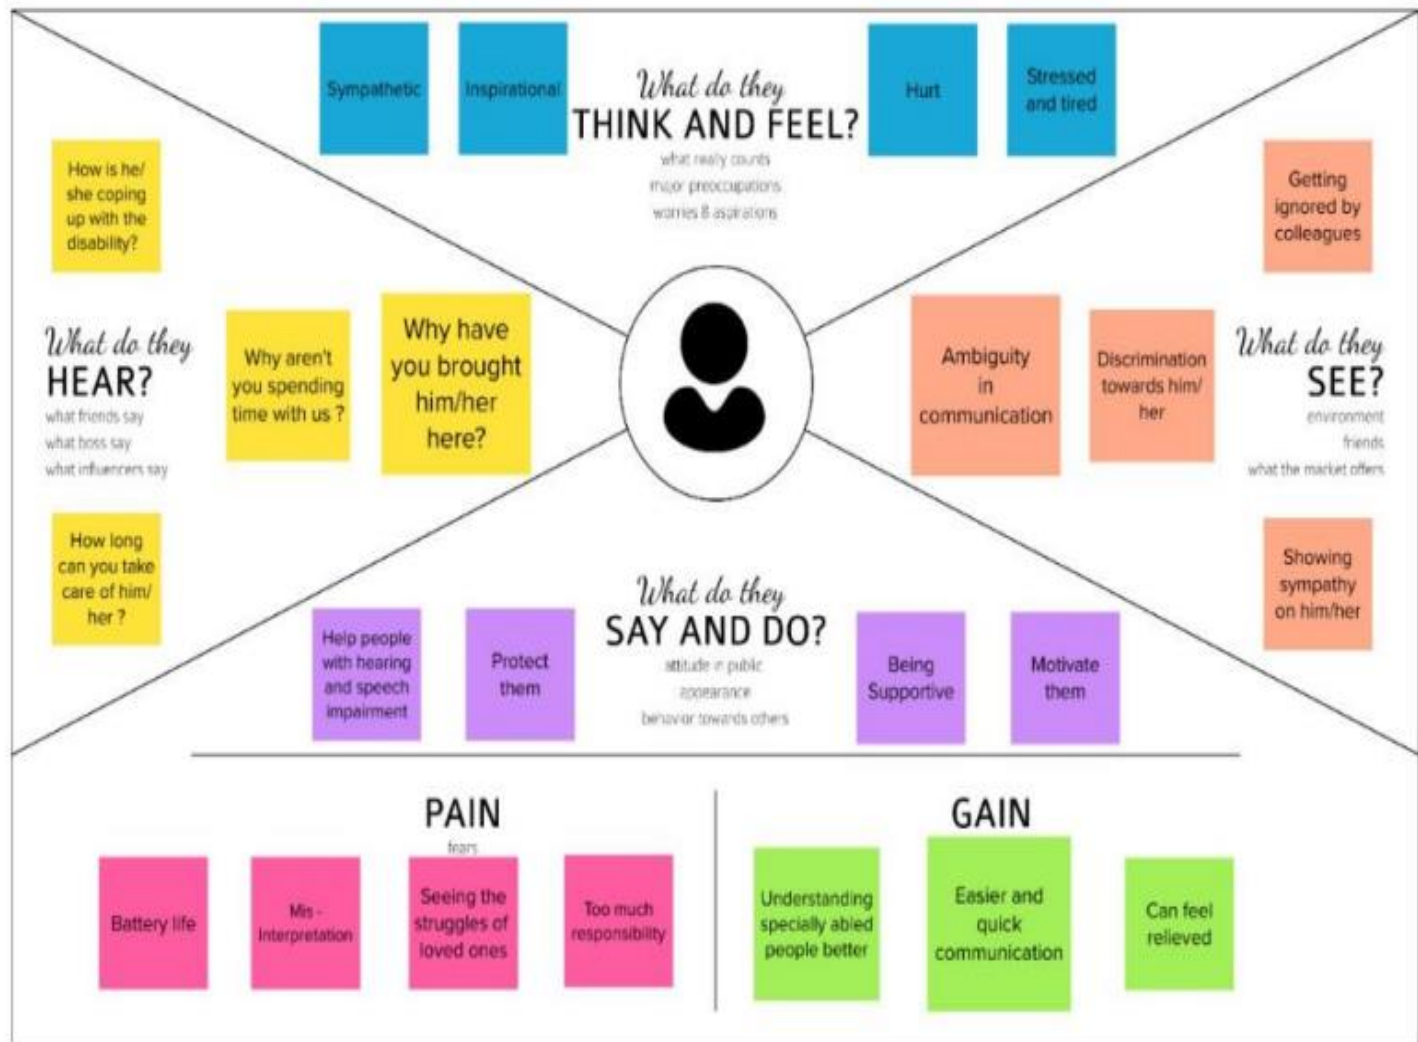 Sympathetic
Inspirational
What do they
THINK AND FEEL?
what really counts
major preoccupations
worries & aspirations
Hurt
Stressed
and tired
How is he/
she coping
up with the
disability?
What do they
HEAR?
what friends say
what boss say
what influencers say
Why aren't
you spending
time with us ?
Why have
you brought
him/her
here?
How long
can you take
care of him/
her ?
Ambiguity
in
communication
Discrimination
towards him/
her
Getting
ignored by
colleagues
What do they
SEE?
environment
friends
what the market offers
Showing
sympathy
on him/her
What do they
SAY AND DO?
attitude in public
appearance
behavior towards others
Help people
with hearing
and speech
impairment
Protect
them
Being
Supportive
Motivate
them
PAIN
fears
Battery life
Mis -
Interpretation
Seeing the
struggles of
loved ones
Too much
responsibility
GAIN
Understanding
specially abled
people better
Easier and
quick
communication
Can feel
relieved